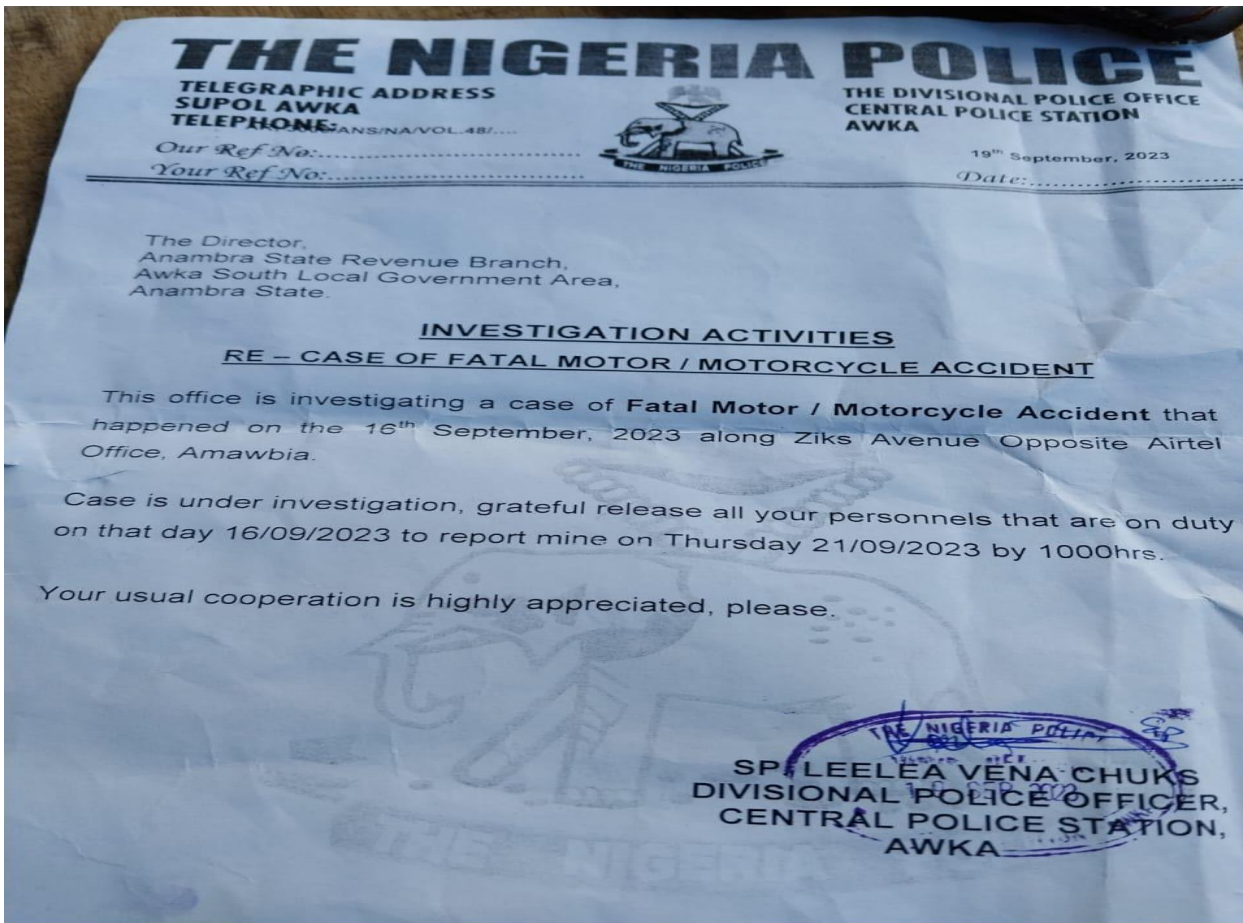 THE NIGERIA POLICE
TELEGRAPHIC ADDRESS
SUPOL AWKA
TELEPHONE:
ANS/NA/VOL.48/....
Our Ref No:
Your Ref No:
THE NIGERIA POLICE
THE DIVISIONAL POLICE OFFICE
CENTRAL POLICE STATION
AWKA
19th September, 2023
Date:
The Director,
Anambra State Revenue Branch,
Awka South Local Government Area,
Anambra State.
INVESTIGATION ACTIVITIES
RE – CASE OF FATAL MOTOR / MOTORCYCLE ACCIDENT
This office is investigating a case of Fatal Motor / Motorcycle Accident that
happened on the 16th September, 2023 along Ziks Avenue Opposite Airtel
Office, Amawbia.
Case is under investigation, grateful release all your personnels that are on duty
on that day 16/09/2023 to report mine on Thursday 21/09/2023 by 1000hrs.
Your usual cooperation is highly appreciated, please.
THE NIGERIA POLICE
SP. LEELEA VENA CHUKS
DIVISIONAL POLICE OFFICER,
CENTRAL POLICE STATION,
AWKA
THE NIGERIA